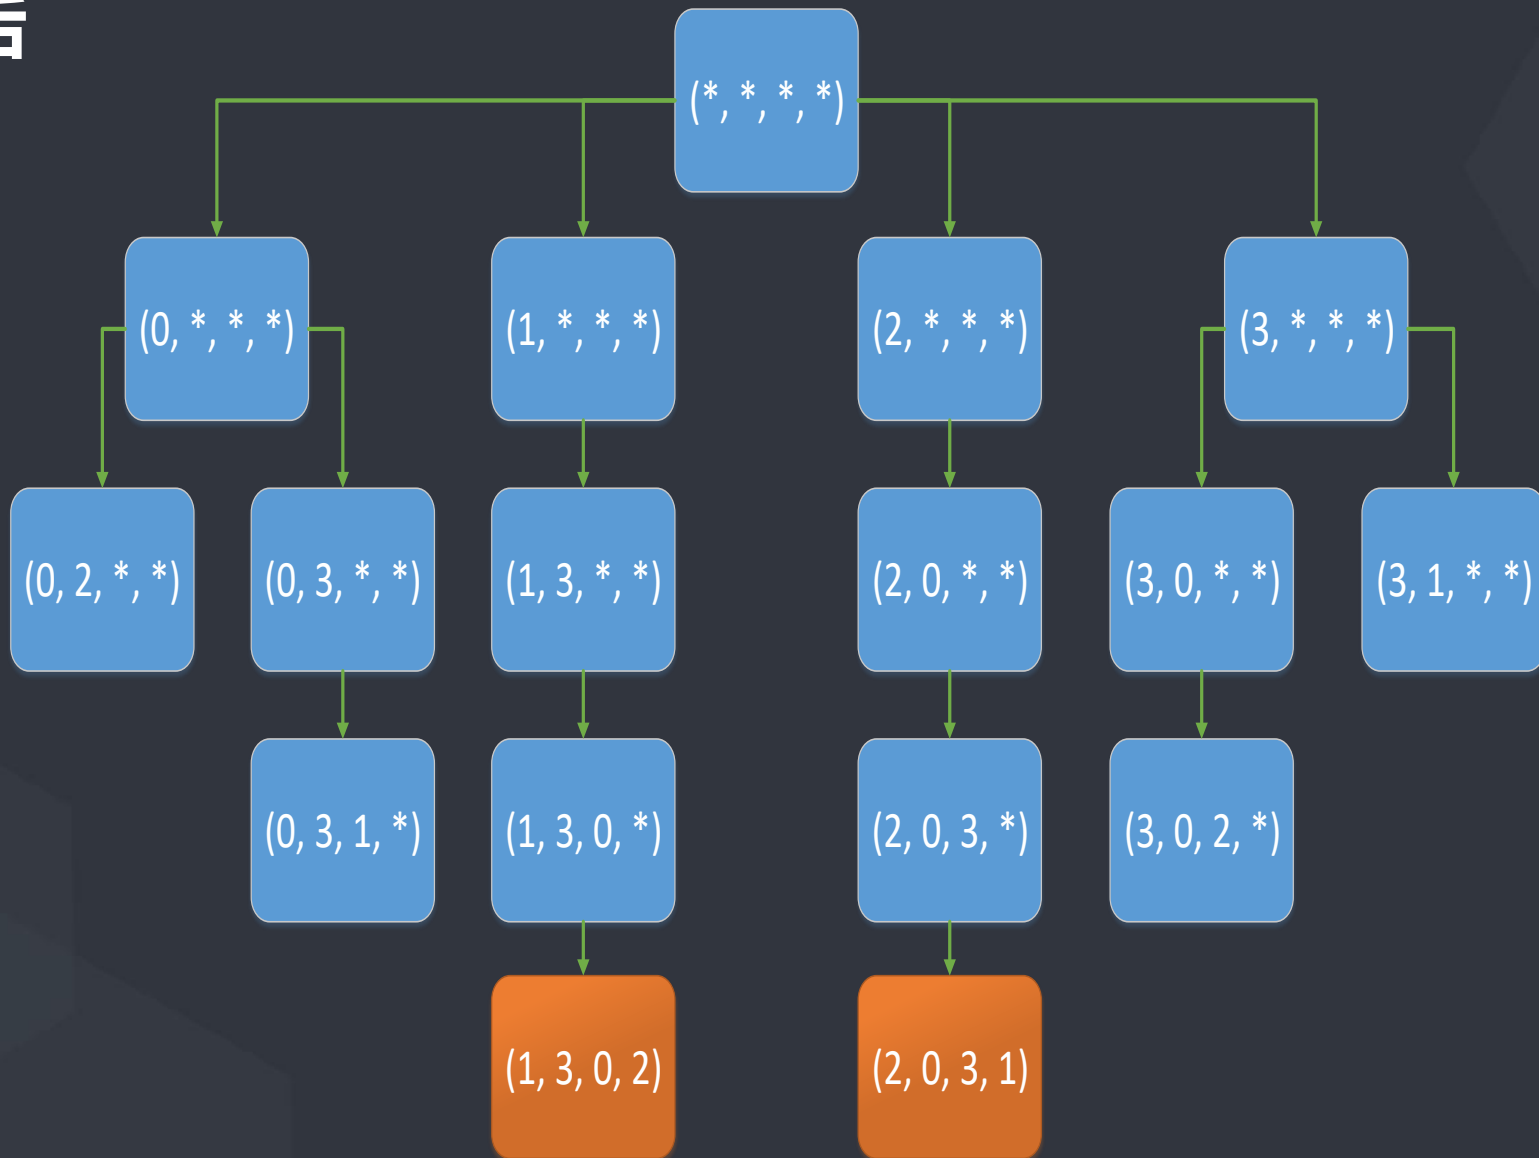 (*, *, *, *)
(0, *, *, *)
(1, *, *, *)
(2, *, *, *)
(3, *, *, *)
(0, 2, *, *)
(0, 3, *, *)
(1, 3, *, *)
(2, 0, *, *)
(3, 0, *, *)
(3, 1, *, *)
(0, 3, 1, *)
(1, 3, 0, *)
(2, 0, 3, *)
(3, 0, 2, *)
(1, 3, 0, 2)
(2, 0, 3, 1)